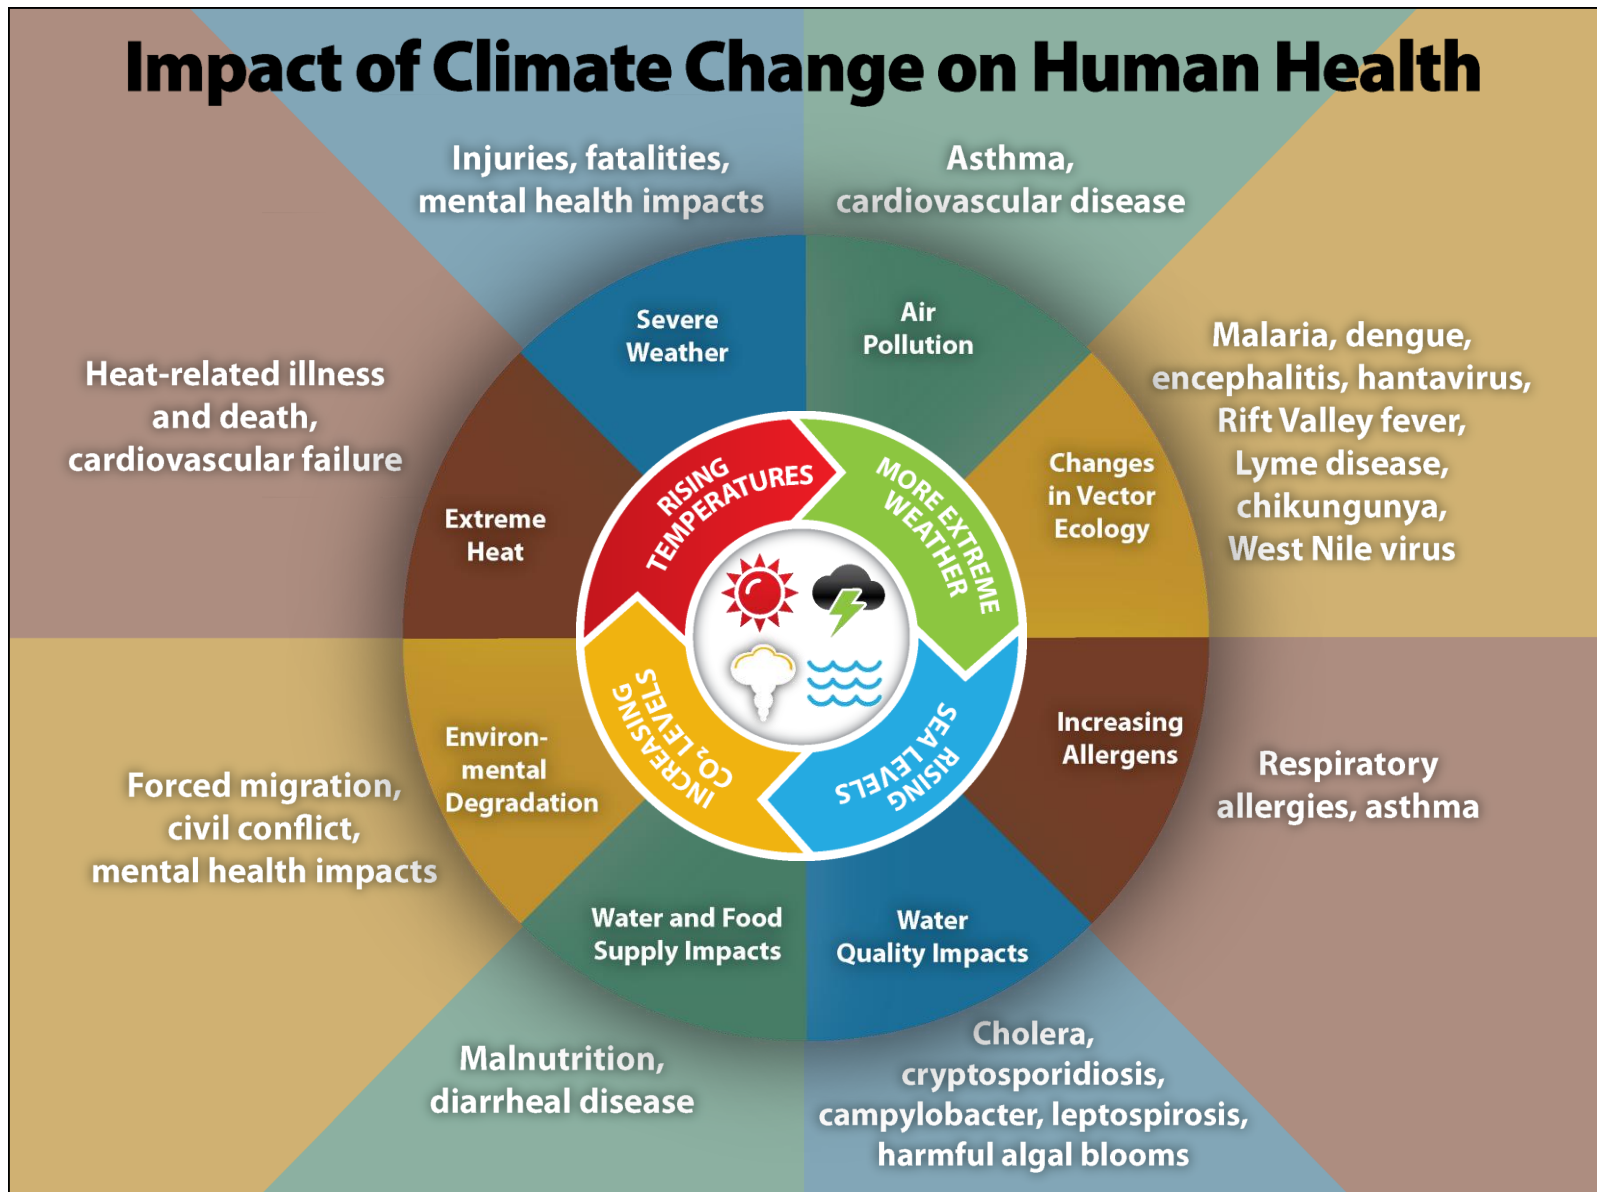 Impact of Climate Change on Human Health
Injuries, fatalities,
mental health impacts
Asthma,
cardiovascular disease
Severe
Weather
Air
Pollution
Malaria, dengue,
encephalitis, hantavirus,
Rift Valley fever,
Lyme disease,
chikungunya,
West Nile virus
Heat-related illness
and death,
cardiovascular failure
Extreme
Heat
Changes
in Vector
Ecology
RISING
TEMPERATURES
MORE EXTREME
WEATHER
RISING
SEA LEVELS
INCREASING
CO₂ LEVELS
Environ-
mental
Degradation
Increasing
Allergens
Forced migration,
civil conflict,
mental health impacts
Respiratory
allergies, asthma
Water and Food
Supply Impacts
Water
Quality Impacts
Malnutrition,
diarrheal disease
Cholera,
cryptosporidiosis,
campylobacter, leptospirosis,
harmful algal blooms